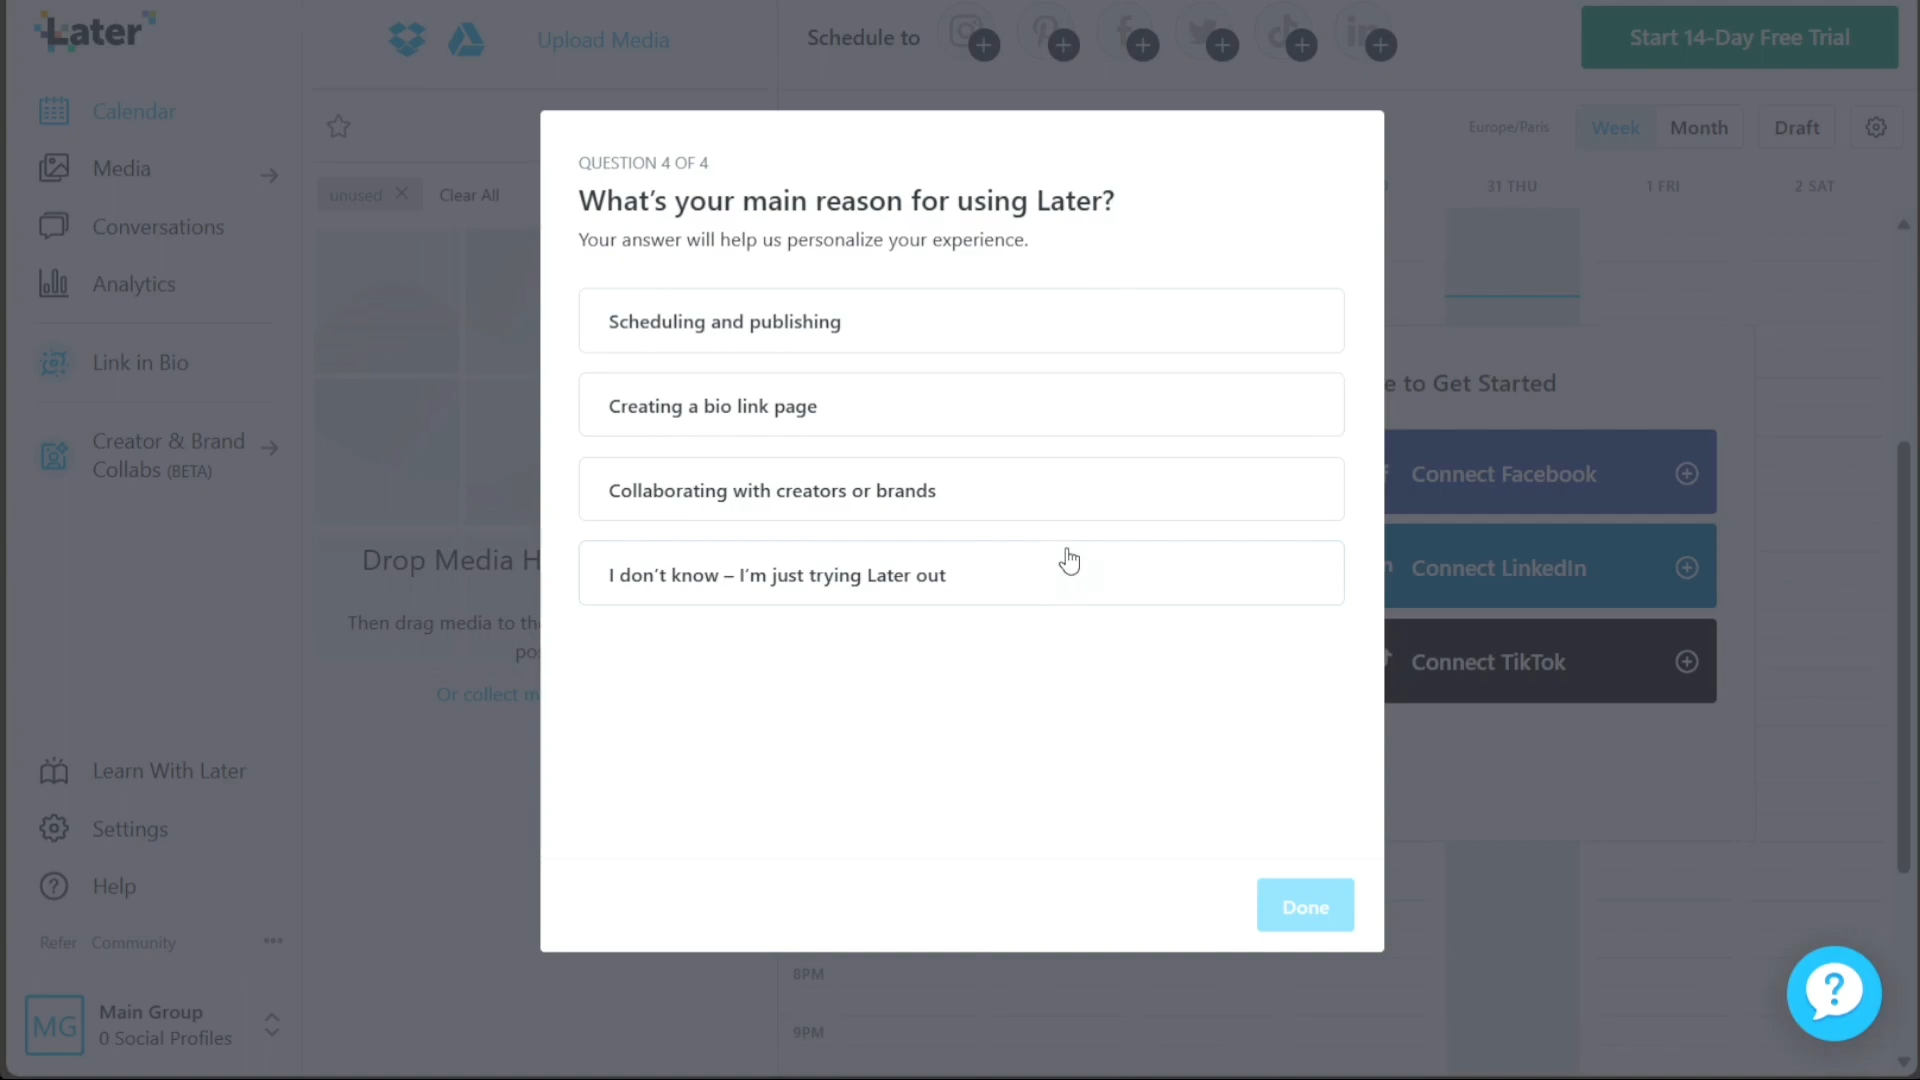 Later
Calendar
Media
Conversations
Analytics
Link in Bio
Creator & Brand
Collabs (BETA)
Learn With Later
Settings
Help
Refer Community
MG
Main Group
0 Social Profiles
Upload Media
Schedule to
Start 14-Day Free Trial
unused
Clear All
Drop Media H
Then drag media to th
pos
Or collect m
Europe/Paris
Week
Month
Draft
31 THU
1 FRI
2 SAT
QUESTION 4 OF 4
What's your main reason for using Later?
Your answer will help us personalize your experience.
Scheduling and publishing
Creating a bio link page
Collaborating with creators or brands
I don't know – I'm just trying Later out
Done
e to Get Started
Connect Facebook
Connect LinkedIn
Connect TikTok
8PM
9PM